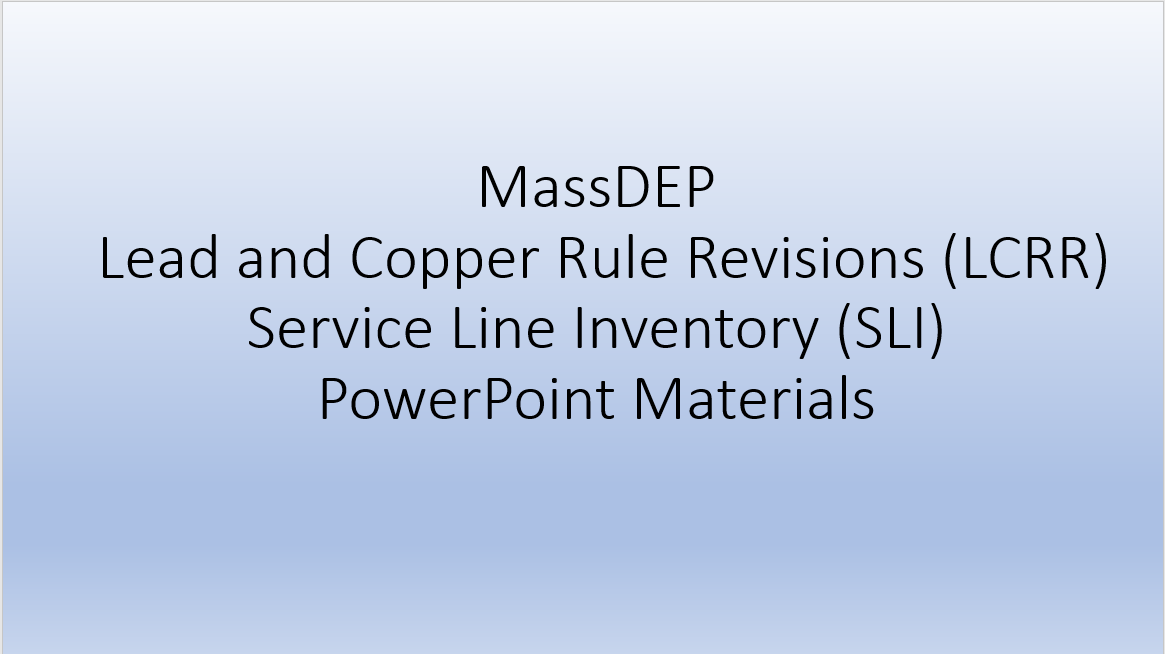 MassDEP
Lead and Copper Rule Revisions (LCRR)
Service Line Inventory (SLI)
PowerPoint Materials